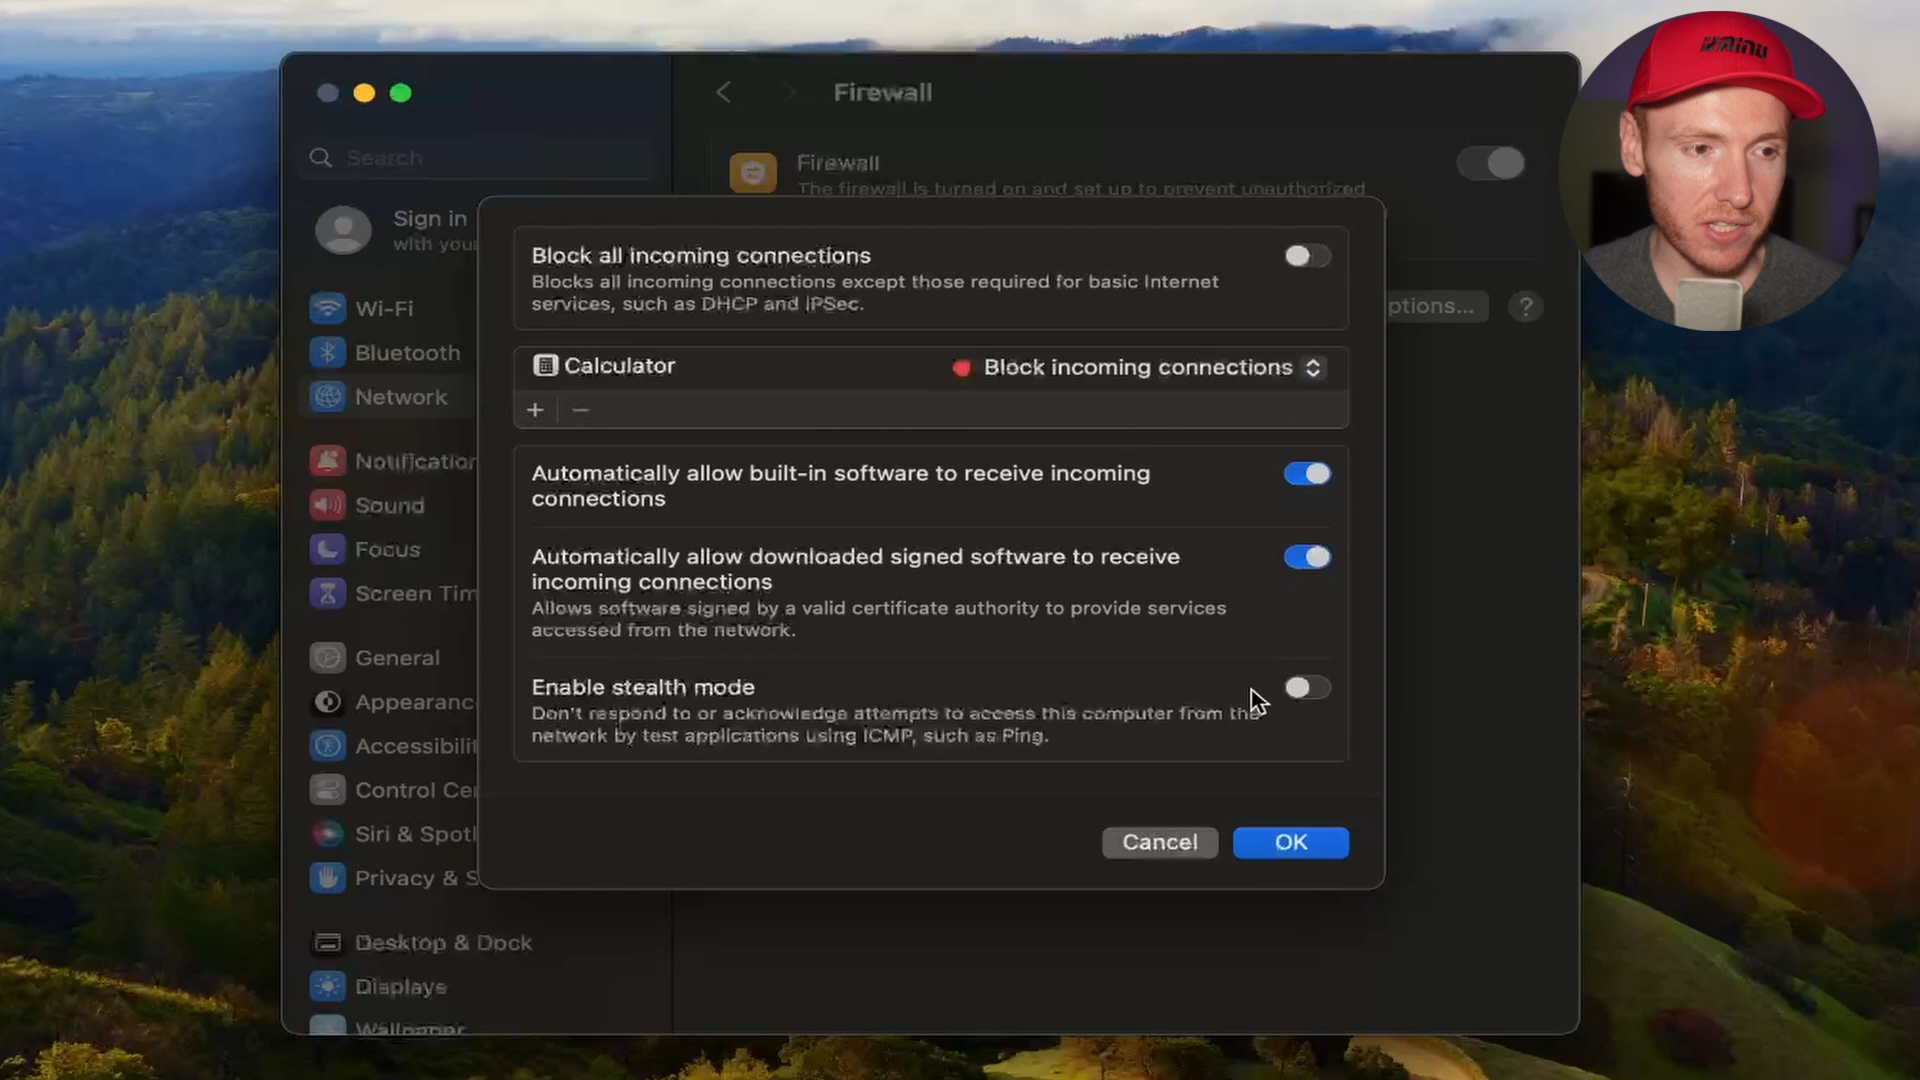 Firewall
Search
Firewall
The firewall is turned on and set up to prevent unauthorized
Sign in
with your
Block all incoming connections
Blocks all incoming connections except those required for basic Internet
services, such as DHCP and IPSec.
ptions...
?
Wi-Fi
Bluetooth
Network
Calculator
Block incoming connections
+
−
Notification
Sound
Focus
Screen Tim
Automatically allow built-in software to receive incoming
connections
Automatically allow downloaded signed software to receive
incoming connections
Allows software signed by a valid certificate authority to provide services
accessed from the network.
General
Appearanc
Accessibilit
Control Cen
Siri & Spotl
Privacy & S
Enable stealth mode
Don't respond to or acknowledge attempts to access this computer from the
network by test applications using ICMP, such as Ping.
Cancel
OK
Desktop & Dock
Displays
Wallpaper